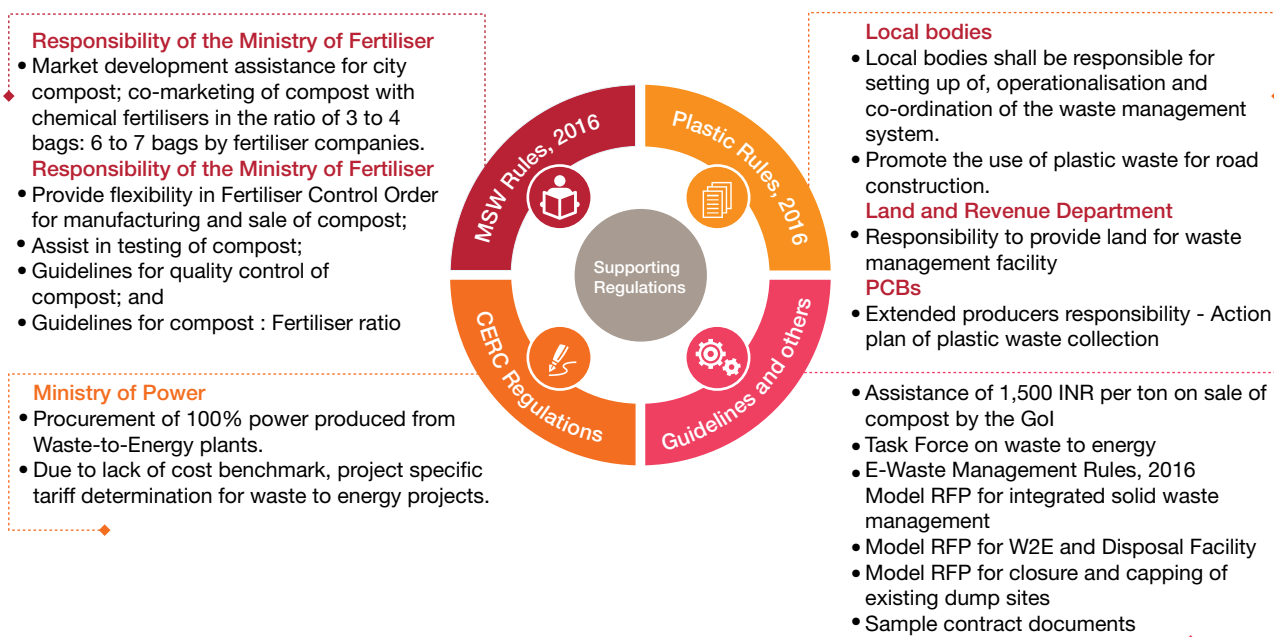 Responsibility of the Ministry of Fertiliser
• Market development assistance for city
compost; co-marketing of compost with
chemical fertilisers in the ratio of 3 to 4
bags: 6 to 7 bags by fertiliser companies.
Responsibility of the Ministry of Fertiliser
• Provide flexibility in Fertiliser Control Order
for manufacturing and sale of compost;
• Assist in testing of compost;
• Guidelines for quality control of
compost; and
• Guidelines for compost : Fertiliser ratio
Ministry of Power
• Procurement of 100% power produced from
Waste-to-Energy plants.
• Due to lack of cost benchmark, project specific
tariff determination for waste to energy projects.
MSW Rules, 2016
Plastic Rules, 2016
Supporting
Regulations
CERC Regulations
Guidelines and others
Local bodies
• Local bodies shall be responsible for
setting up of, operationalisation and
co-ordination of the waste management
system.
• Promote the use of plastic waste for road
construction.
Land and Revenue Department
• Responsibility to provide land for waste
management facility
PCBs
• Extended producers responsibility - Action
plan of plastic waste collection
• Assistance of 1,500 INR per ton on sale of
compost by the GoI
• Task Force on waste to energy
• E-Waste Management Rules, 2016
Model RFP for integrated solid waste
management
• Model RFP for W2E and Disposal Facility
• Model RFP for closure and capping of
existing dump sites
• Sample contract documents